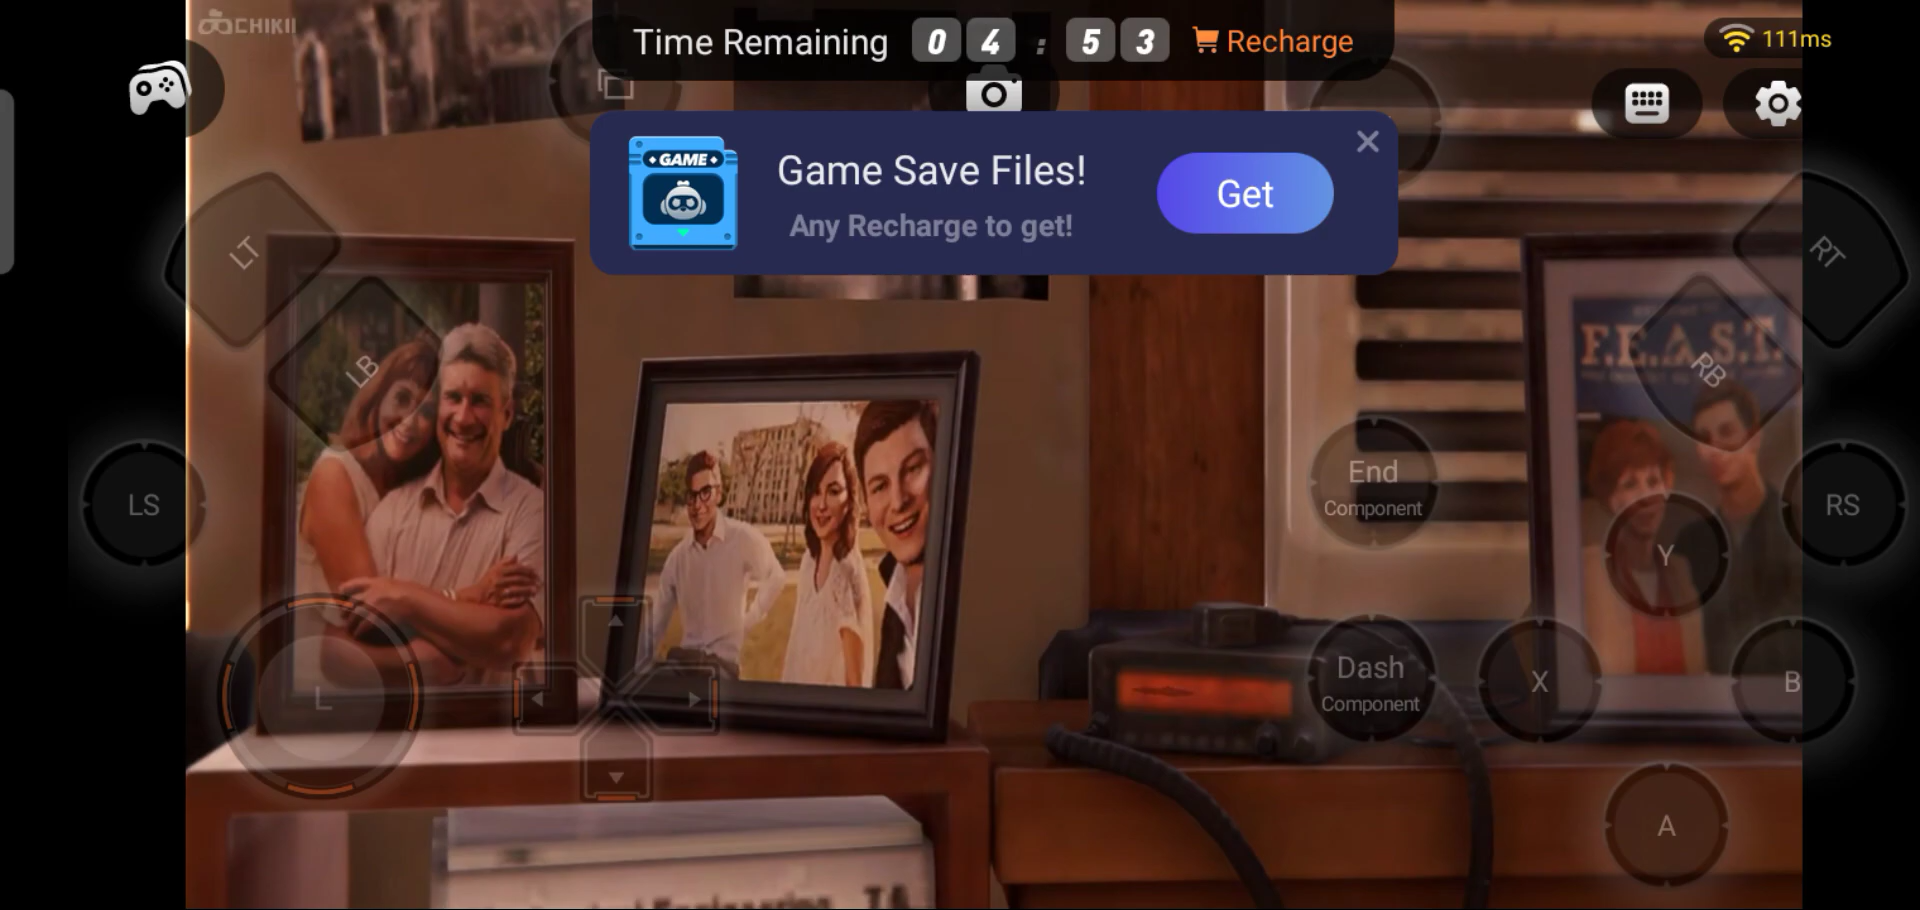 CHIKII
Time Remaining 04:53 Recharge
111ms
GAME
Game Save Files!
Any Recharge to get!
Get
LT
RT
LB
RB
F.E.A.S.T.
LS
End
Component
RS
Y
L
Dash
Component
X
B
A
Engineering